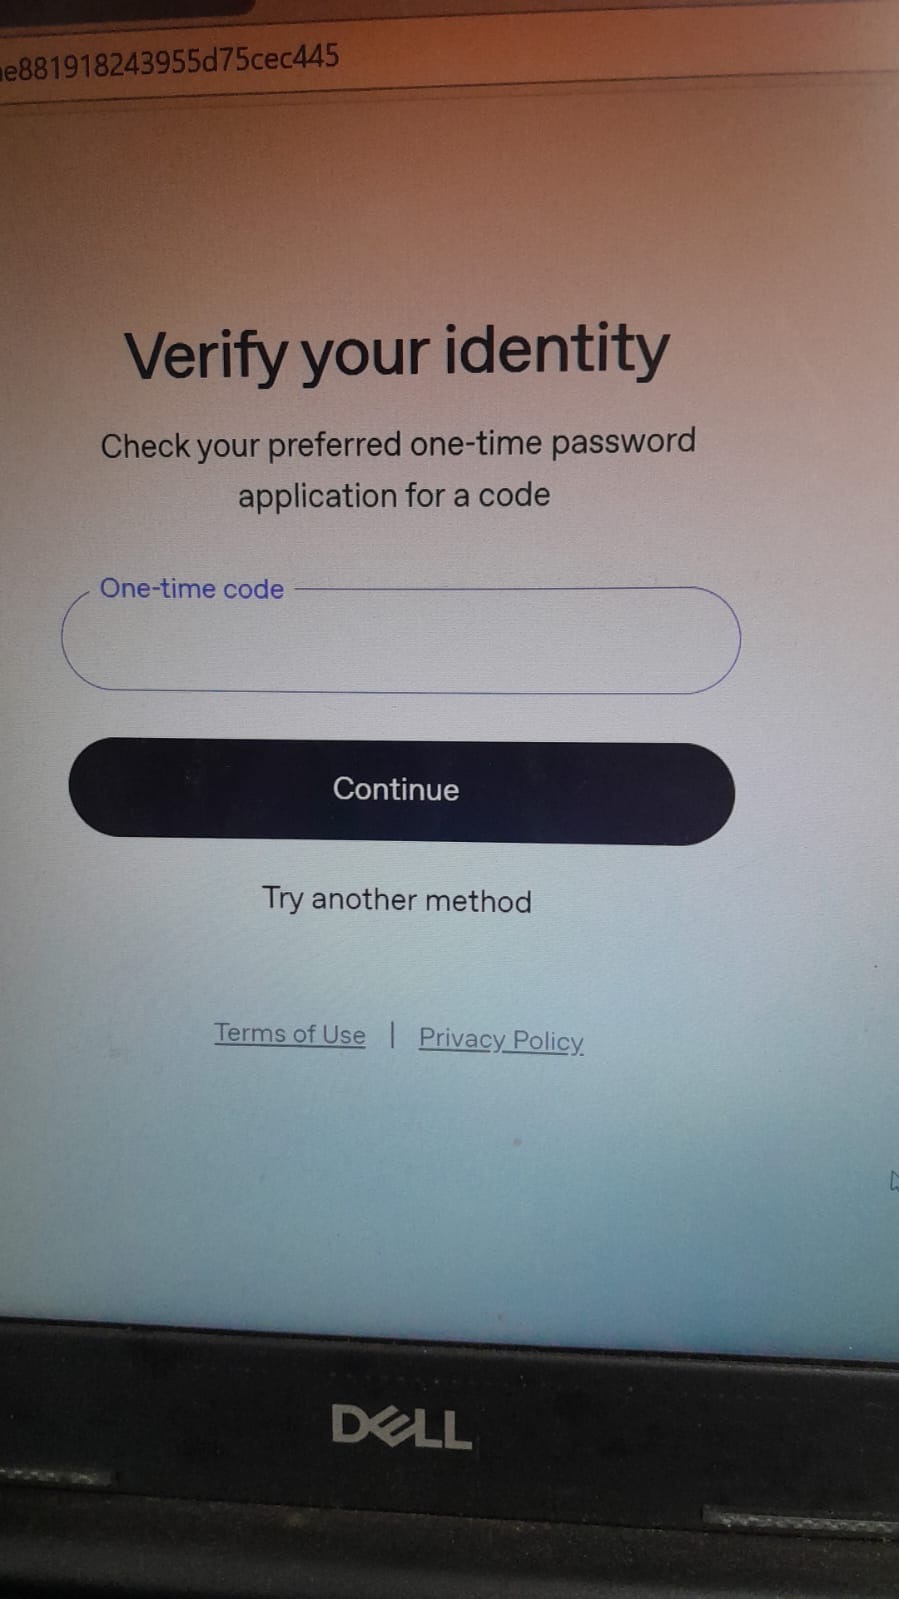 e881918243955d75cec445
Verify your identity
Check your preferred one-time password
application for a code
One-time code
Continue
Try another method
Terms of Use | Privacy Policy
DELL